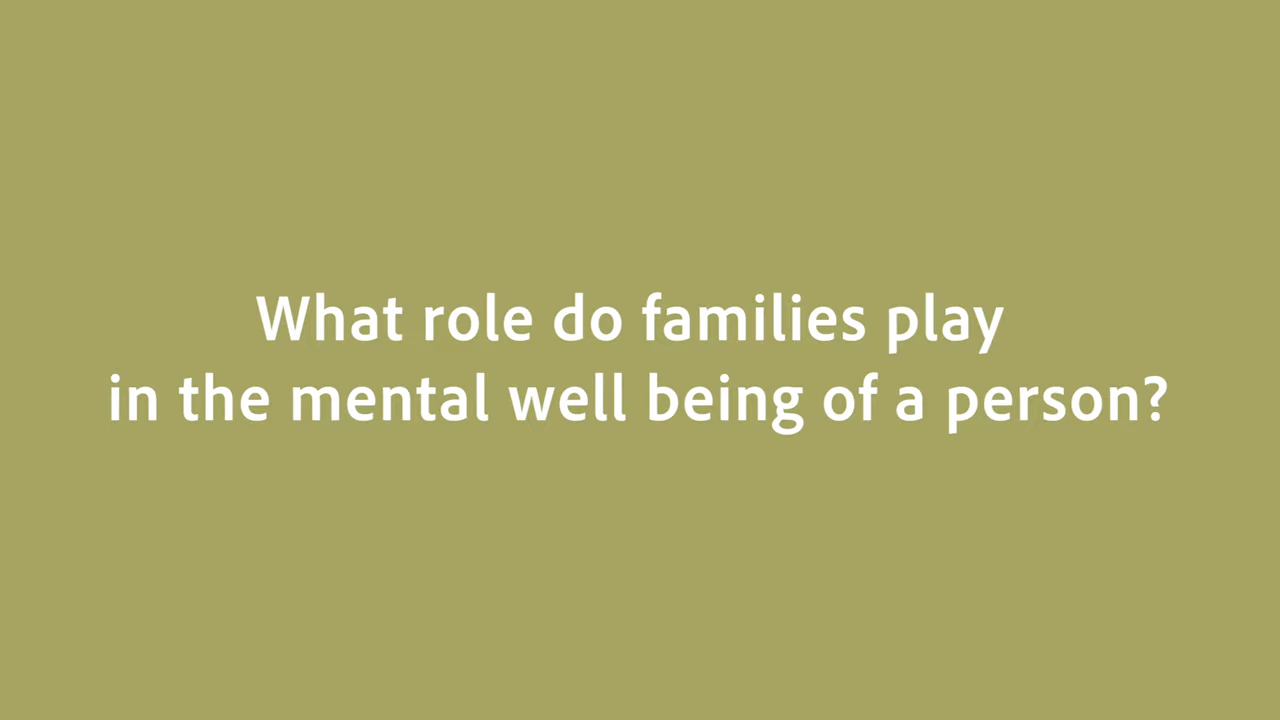 What role do families play
in the mental well being of a person?